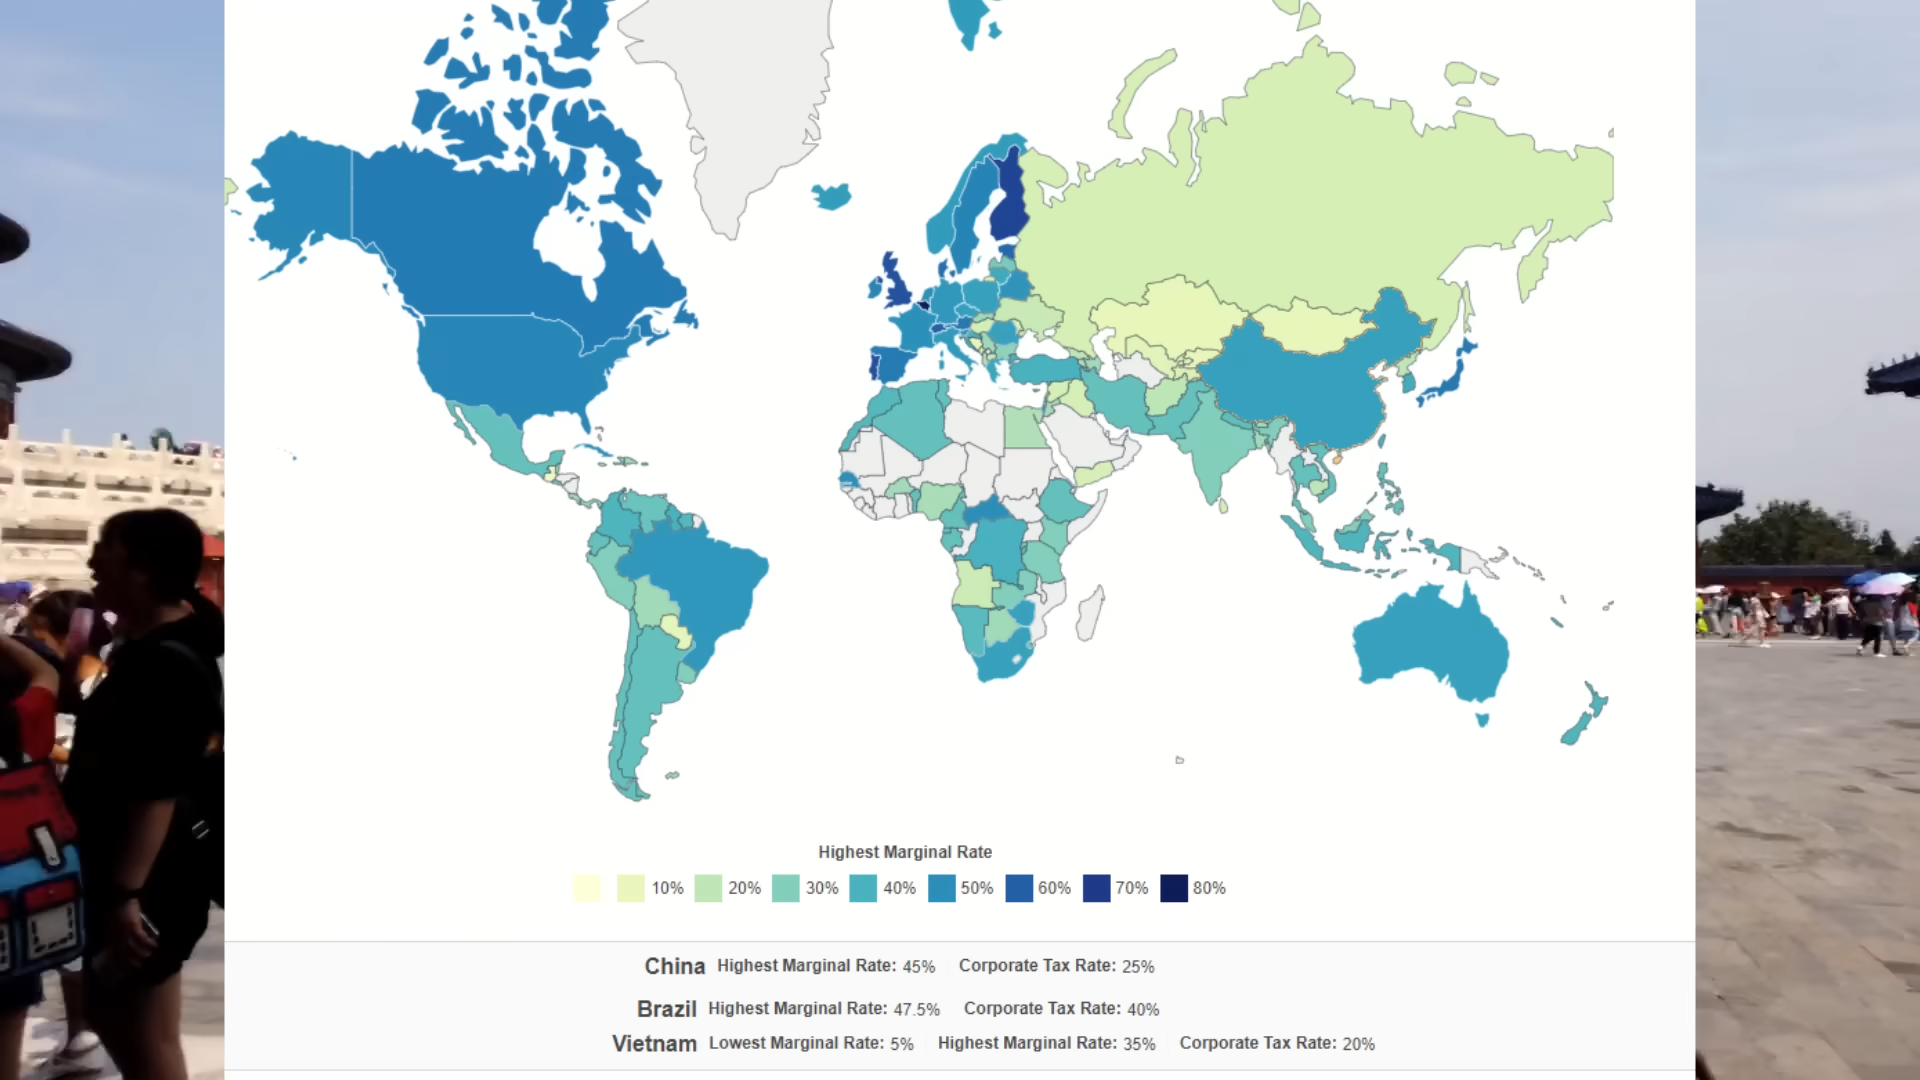 Highest Marginal Rate
10% 20% 30% 40% 50% 60% 70% 80%
China Highest Marginal Rate: 45% Corporate Tax Rate: 25%
Brazil Highest Marginal Rate: 47.5% Corporate Tax Rate: 40%
Vietnam Lowest Marginal Rate: 5% Highest Marginal Rate: 35% Corporate Tax Rate: 20%